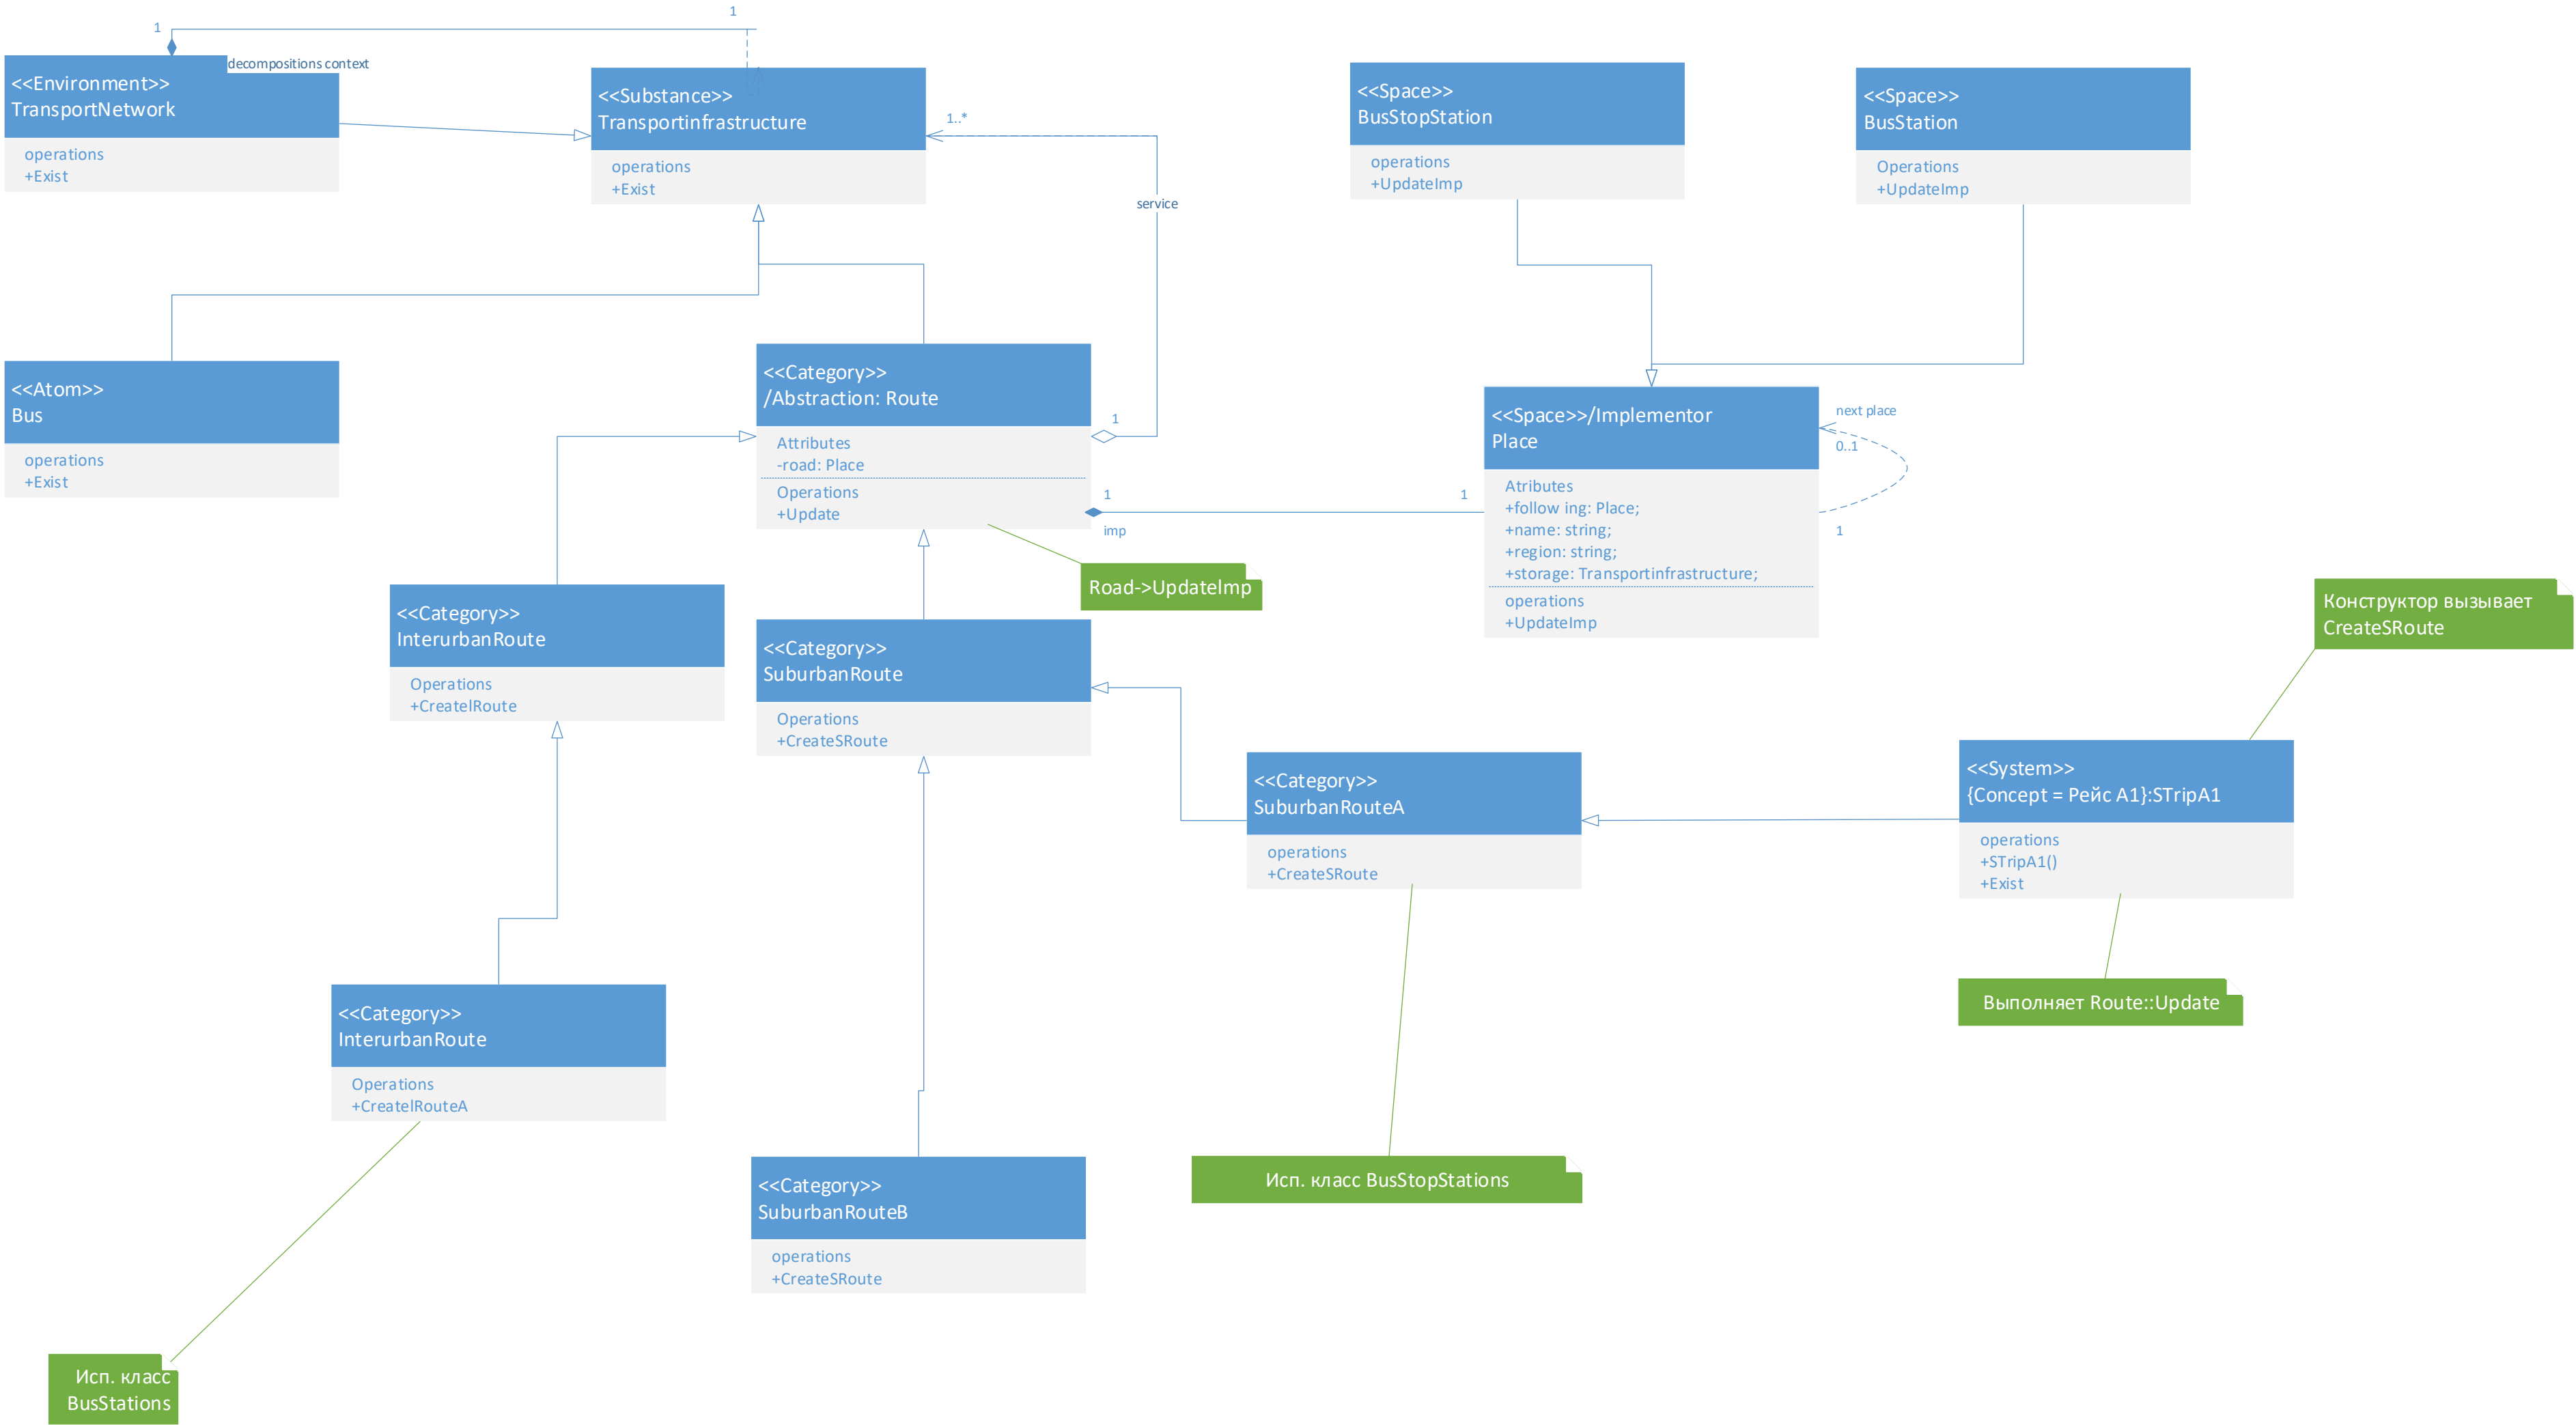 1
1
decompositions context
<<Environment>>
TransportNetwork
operations
+Exist
<<Substance>>
Transportinfrastructure
operations
+Exist
1..*
service
<<Space>>
BusStopStation
operations
+UpdateImp
<<Space>>
BusStation
Operations
+UpdateImp
<<Atom>>
Bus
operations
+Exist
<<Category>>
/Abstraction: Route
Attributes
-road: Place
Operations
+Update
1
1
imp
1
<<Space>>/Implementor
Place
Atributes
+follow ing: Place;
+name: string;
+region: string;
+storage: Transportinfrastructure;
operations
+UpdateImp
next place
0..1
1
Road->UpdateImp
Конструктор вызывает
CreateSRoute
<<Category>>
InterurbanRoute
Operations
+CreateIRoute
<<Category>>
SuburbanRoute
Operations
+CreateSRoute
<<Category>>
SuburbanRouteA
operations
+CreateSRoute
<<System>>
{Concept = Рейс А1}:STripA1
operations
+STripA1()
+Exist
Выполняет Route::Update
<<Category>>
InterurbanRoute
Operations
+CreateIRouteA
<<Category>>
SuburbanRouteB
operations
+CreateSRoute
Исп. класс BusStopStations
Исп. класс
BusStations